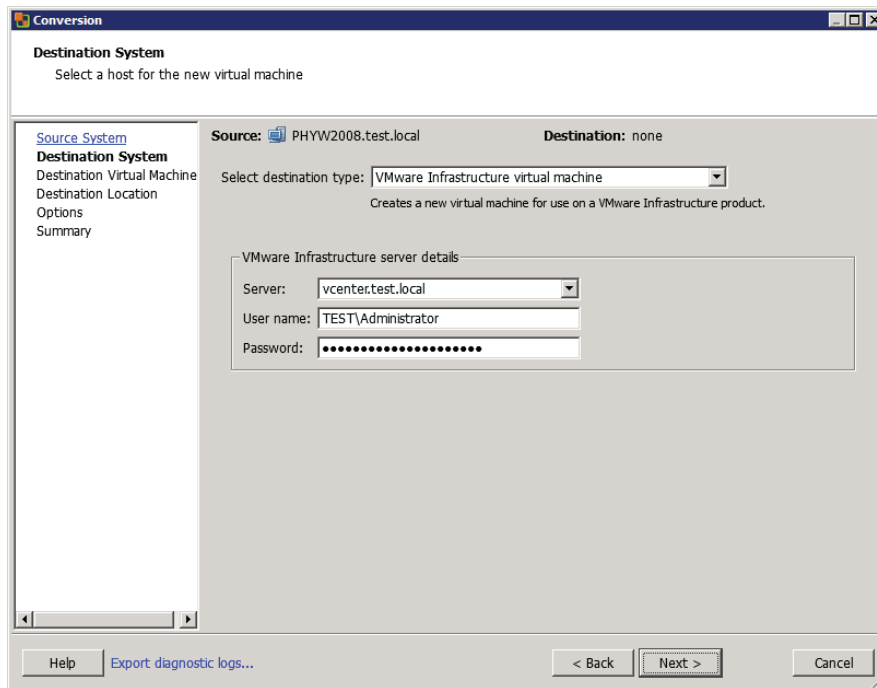 Conversion
Destination System
Select a host for the new virtual machine
Source System
Destination System
Destination Virtual Machine
Destination Location
Options
Summary
Source: PHYW2008.test.local Destination: none
Select destination type: VMware Infrastructure virtual machine
Creates a new virtual machine for use on a VMware Infrastructure product.
VMware Infrastructure server details
Server: vcenter.test.local
User name: TEST\Administrator
Password: •••••••••••••••••••••
Help Export diagnostic logs... < Back Next > Cancel